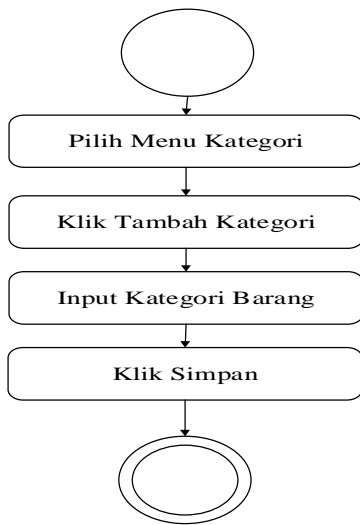 Pilih Menu Kategori
Klik Tambah Kategori
Input Kategori Barang
Klik Simpan